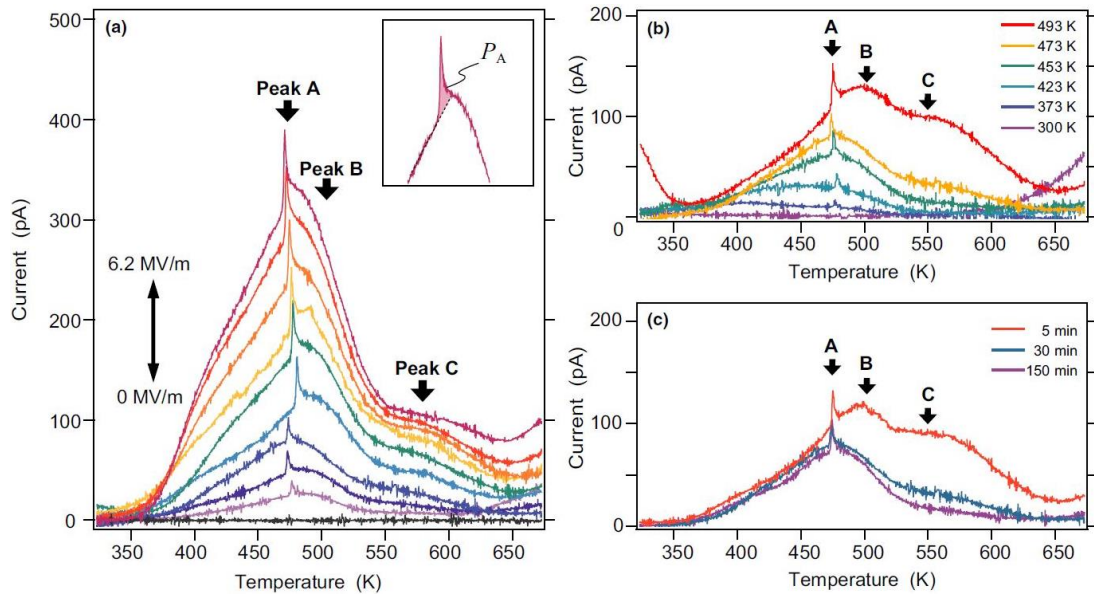 (a)
Current (pA)
500
400
300
200
100
0
350
400
450
500
550
600
650
Temperature (K)
Peak A
Peak B
Peak C
6.2 MV/m
0 MV/m
P_A
(b)
Current (pA)
200
100
0
350
400
450
500
550
600
650
Temperature (K)
A
B
C
493 K
473 K
453 K
423 K
373 K
300 K
(c)
Current (pA)
200
100
0
350
400
450
500
550
600
650
Temperature (K)
A
B
C
5 min
30 min
150 min